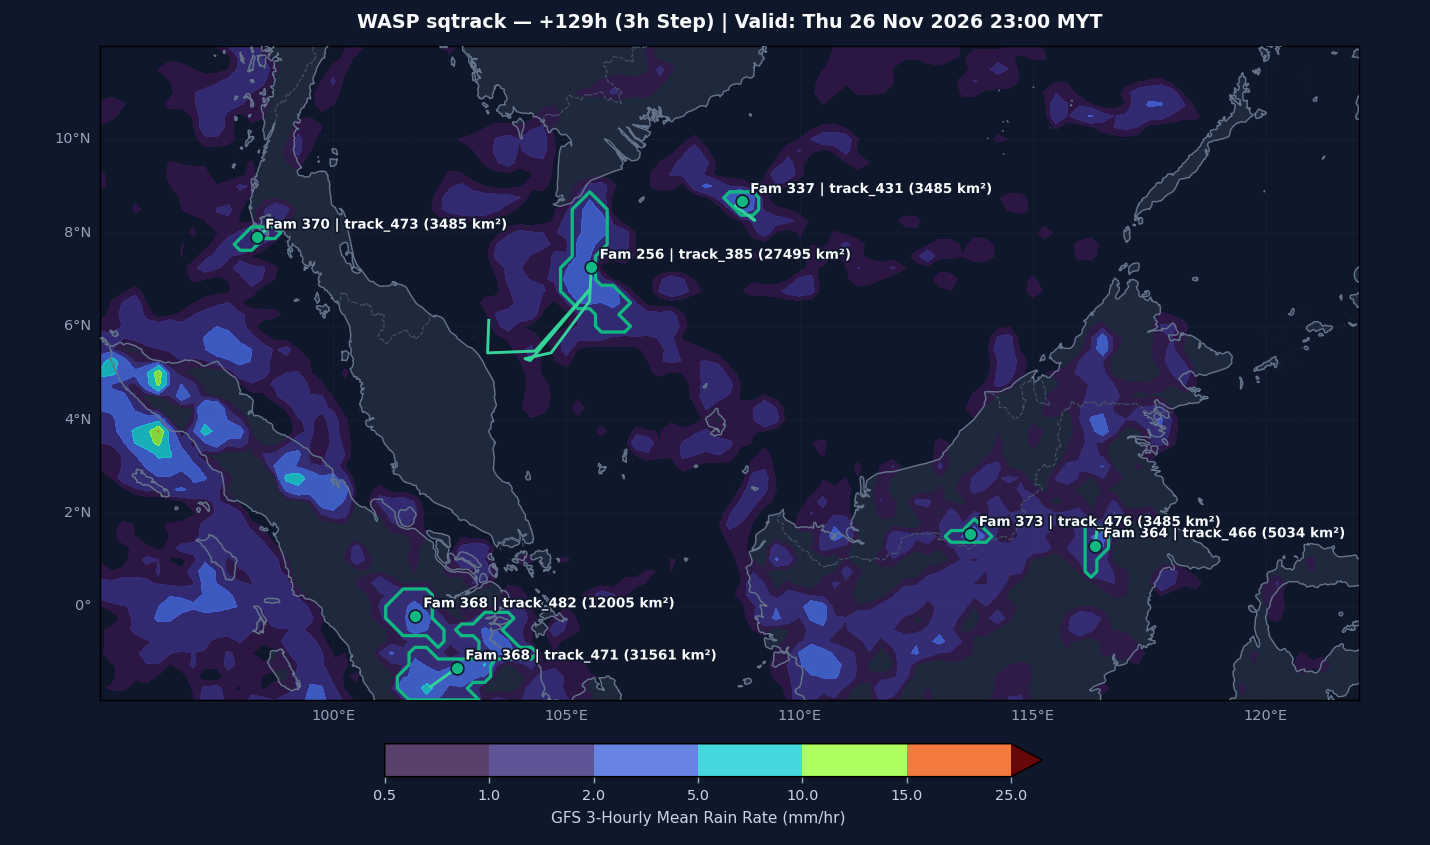 WASP sqtrack — +129h (3h Step) | Valid: Thu 26 Nov 2026 23:00 MYT
10°N
8°N
6°N
4°N
2°N
0°
Fam 337 | track_431 (3485 km²)
Fam 370 | track_473 (3485 km²)
Fam 256 | track_385 (27495 km²)
Fam 373 | track_476 (3485 km²)
Fam 364 | track_466 (5034 km²)
Fam 368 | track_482 (12005 km²)
Fam 368 | track_471 (31561 km²)
100°E 105°E 110°E 115°E 120°E
0.5 1.0 2.0 5.0 10.0 15.0 25.0
GFS 3-Hourly Mean Rain Rate (mm/hr)